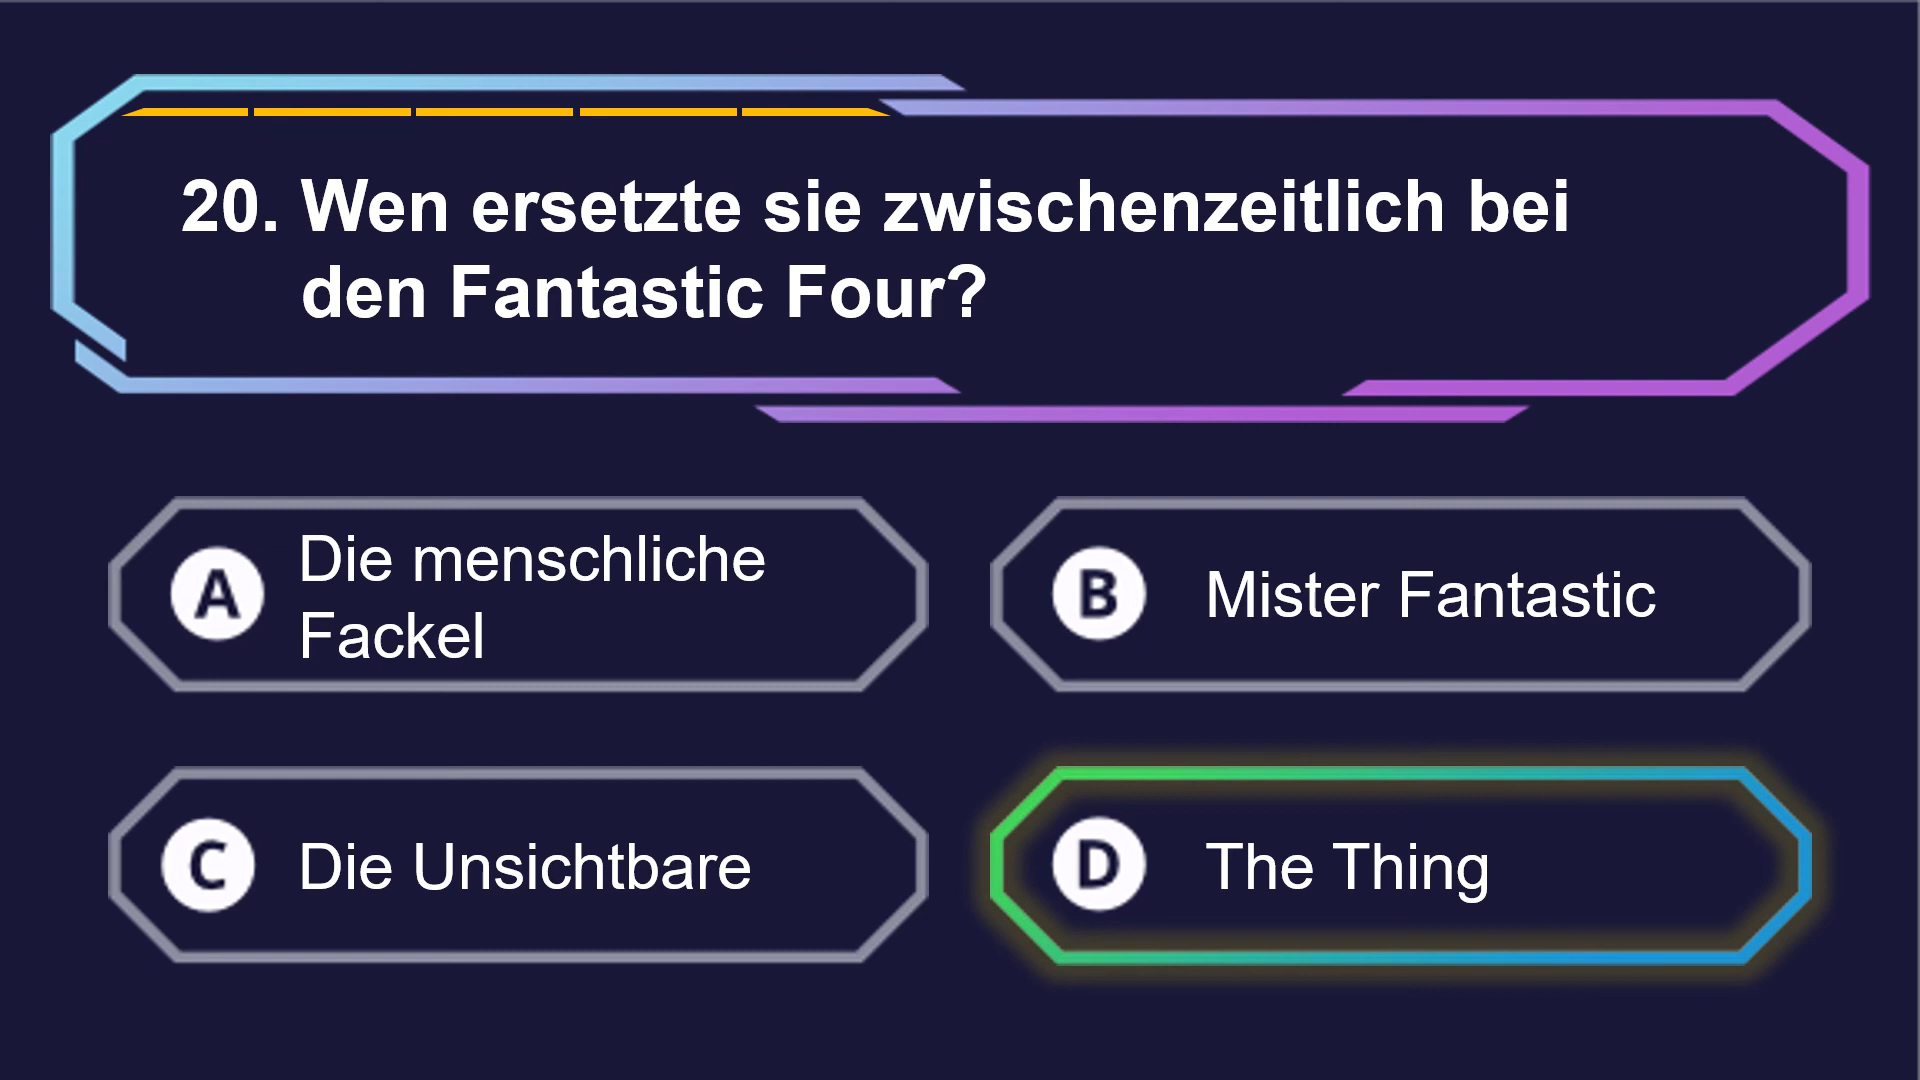 20. Wen ersetzte sie zwischenzeitlich bei
den Fantastic Four?
A Die menschliche
Fackel
B Mister Fantastic
C Die Unsichtbare
D The Thing